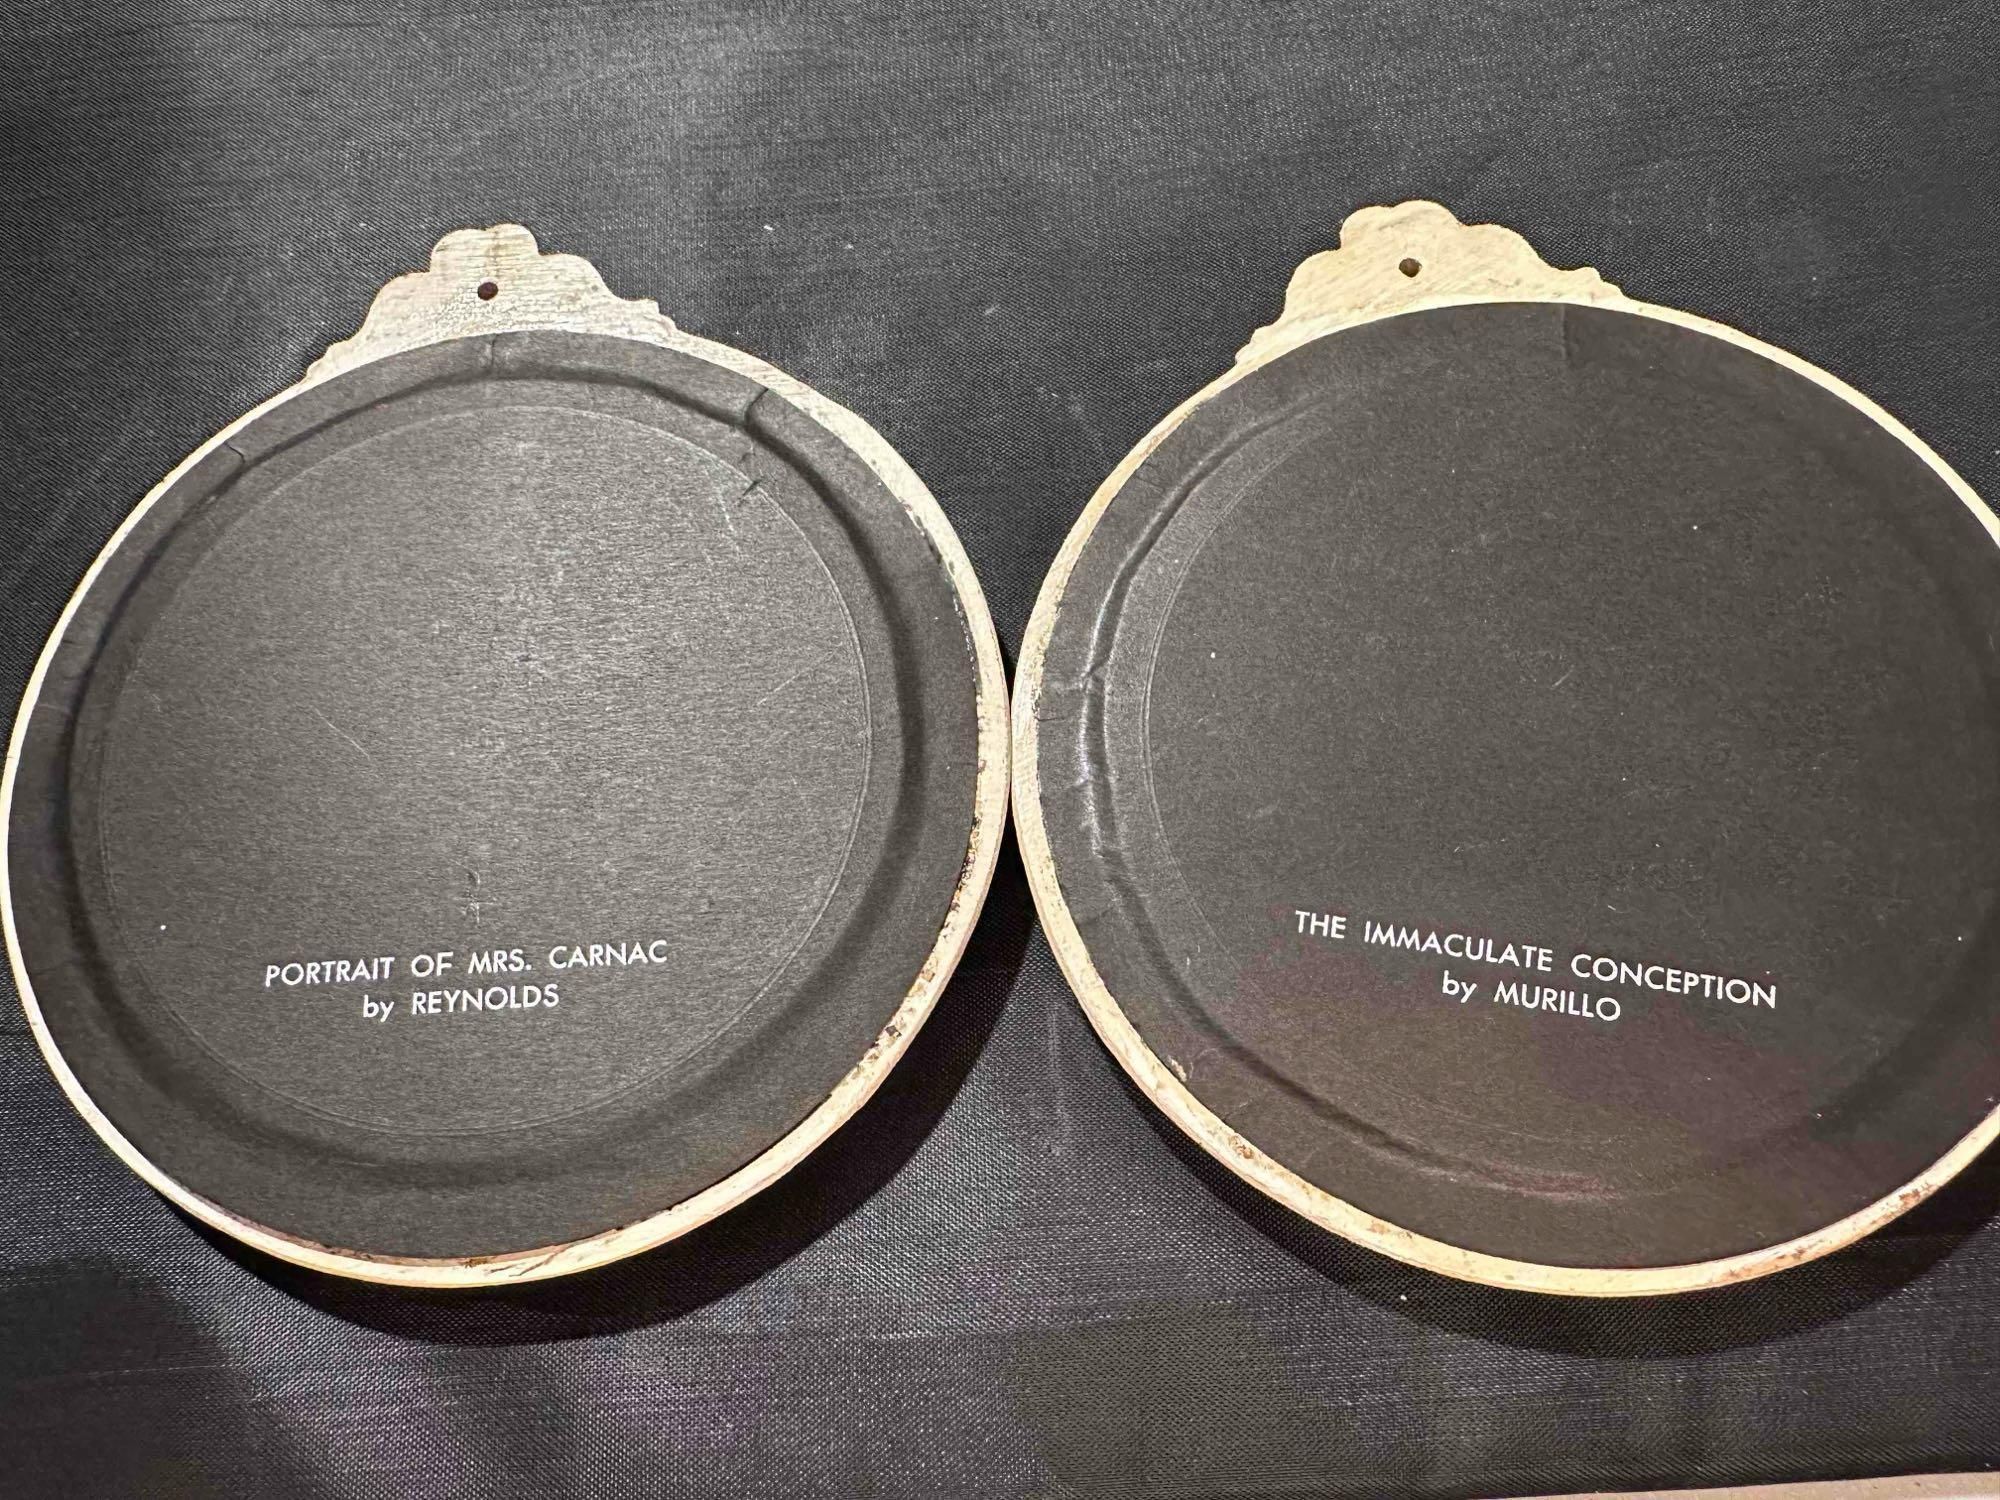 PORTRAIT OF MRS. CARNAC
by REYNOLDS
THE IMMACULATE CONCEPTION
by MURILLO